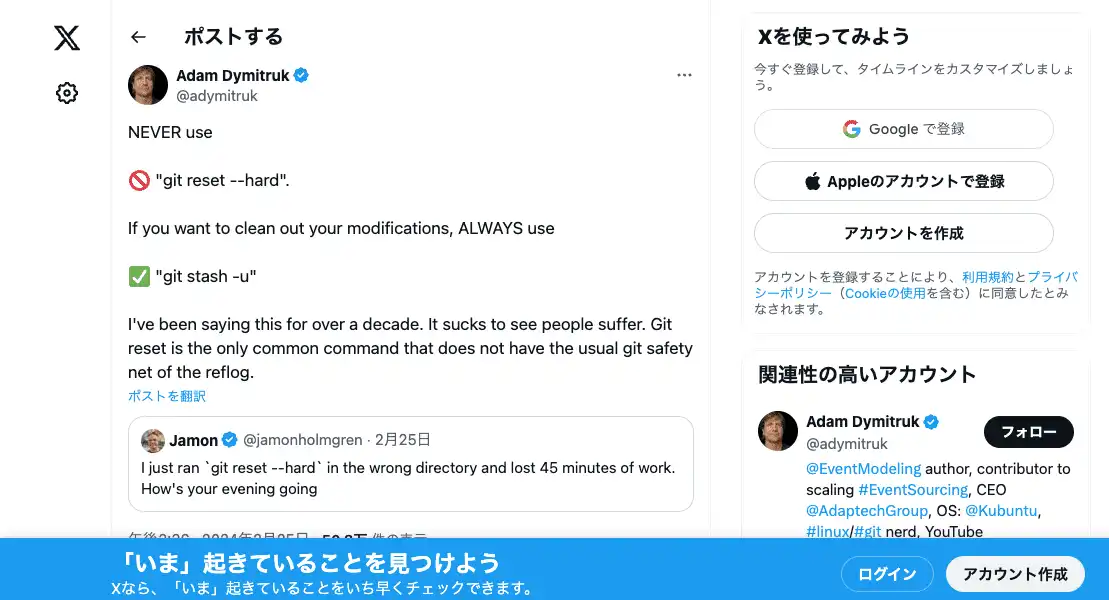 ポストする
Adam Dymitruk
@adymitruk
NEVER use
"git reset --hard".
If you want to clean out your modifications, ALWAYS use
"git stash -u"
I've been saying this for over a decade. It sucks to see people suffer. Git
reset is the only common command that does not have the usual git safety
net of the reflog.
ポストを翻訳
Jamon @jamonholmgren · 2月25日
I just ran `git reset --hard` in the wrong directory and lost 45 minutes of work.
How's your evening going
Xを使ってみよう
今すぐ登録して、タイムラインをカスタマイズしましょ
う。
Google で登録
Appleのアカウントで登録
アカウントを作成
アカウントを登録することにより、利用規約とプライバ
シーポリシー（Cookieの使用を含む）に同意したとみ
なされます。
関連性の高いアカウント
Adam Dymitruk
@adymitruk
フォロー
@EventModeling author, contributor to
scaling #EventSourcing, CEO
@AdaptechGroup, OS: @Kubuntu,
#linux/#git nerd, YouTube
「いま」起きていることを見つけよう
Xなら、「いま」起きていることをいち早くチェックできます。
ログイン
アカウント作成